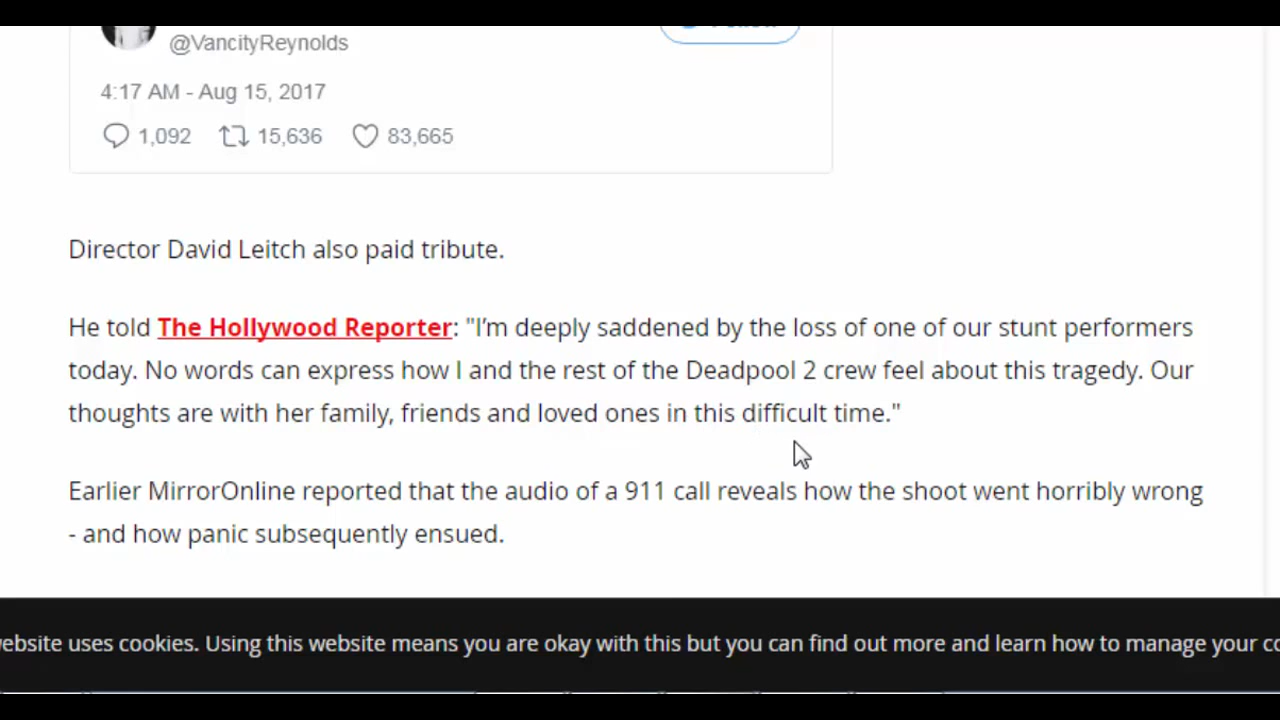 @VancityReynolds
4:17 AM - Aug 15, 2017
1,092 15,636 83,665
Director David Leitch also paid tribute.
He told The Hollywood Reporter: "I’m deeply saddened by the loss of one of our stunt performers
today. No words can express how I and the rest of the Deadpool 2 crew feel about this tragedy. Our
thoughts are with her family, friends and loved ones in this difficult time."
Earlier MirrorOnline reported that the audio of a 911 call reveals how the shoot went horribly wrong
- and how panic subsequently ensued.
ebsite uses cookies. Using this website means you are okay with this but you can find out more and learn how to manage your co